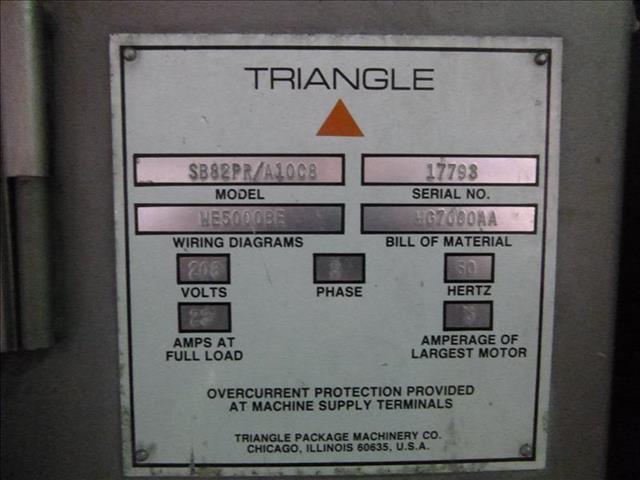 TRIANGLE
SB82PR/A10C8 17793
MODEL SERIAL NO.
WE5000BE
WIRING DIAGRAMS BILL OF MATERIAL
208 60
VOLTS PHASE HERTZ
AMPS AT AMPERAGE OF
FULL LOAD LARGEST MOTOR
OVERCURRENT PROTECTION PROVIDED
AT MACHINE SUPPLY TERMINALS
TRIANGLE PACKAGE MACHINERY CO.
CHICAGO, ILLINOIS 60635, U.S.A.